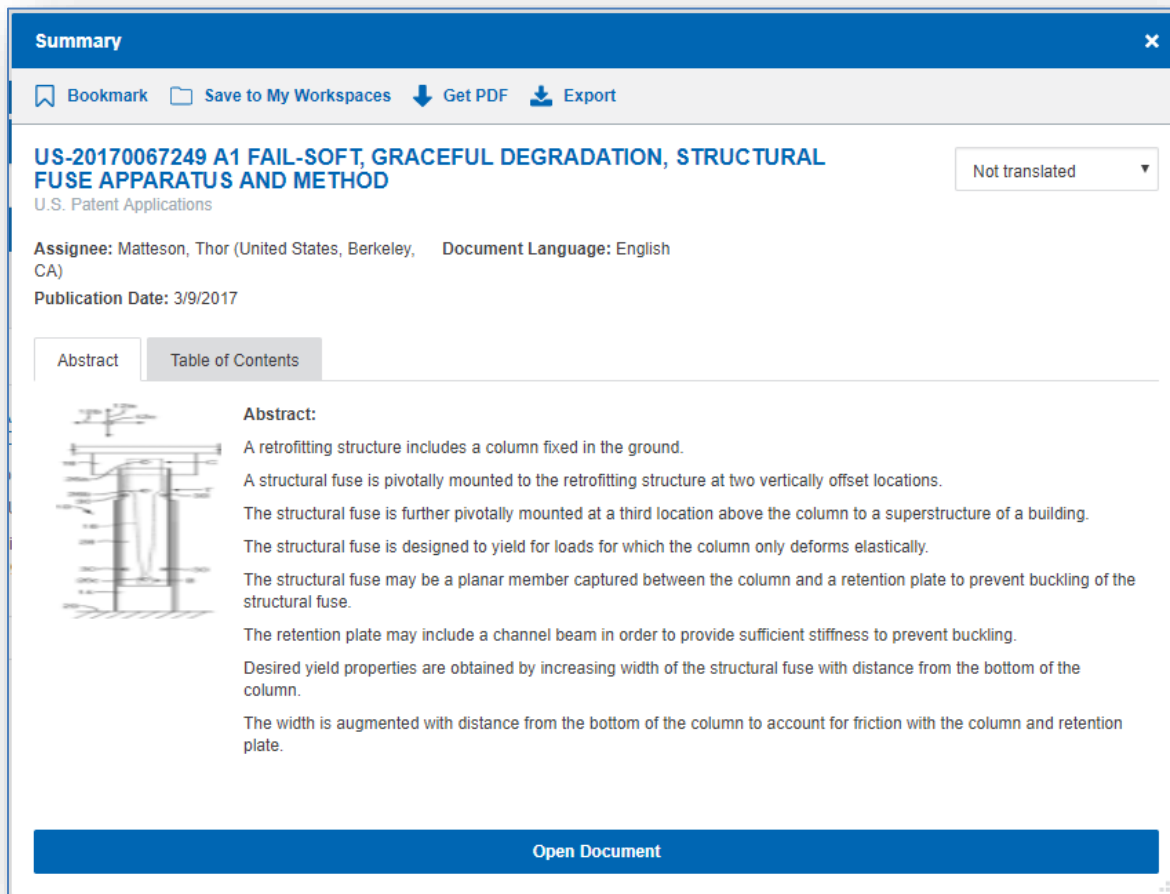 Summary
Bookmark Save to My Workspaces Get PDF Export
US-20170067249 A1 FAIL-SOFT, GRACEFUL DEGRADATION, STRUCTURAL
FUSE APPARATUS AND METHOD
Not translated
U.S. Patent Applications
Assignee: Matteson, Thor (United States, Berkeley, Document Language: English
CA)
Publication Date: 3/9/2017
Abstract Table of Contents
Abstract:
A retrofitting structure includes a column fixed in the ground.
A structural fuse is pivotally mounted to the retrofitting structure at two vertically offset locations.
The structural fuse is further pivotally mounted at a third location above the column to a superstructure of a building.
The structural fuse is designed to yield for loads for which the column only deforms elastically.
The structural fuse may be a planar member captured between the column and a retention plate to prevent buckling of the
structural fuse.
The retention plate may include a channel beam in order to provide sufficient stiffness to prevent buckling.
Desired yield properties are obtained by increasing width of the structural fuse with distance from the bottom of the
column.
The width is augmented with distance from the bottom of the column to account for friction with the column and retention
plate.
Open Document